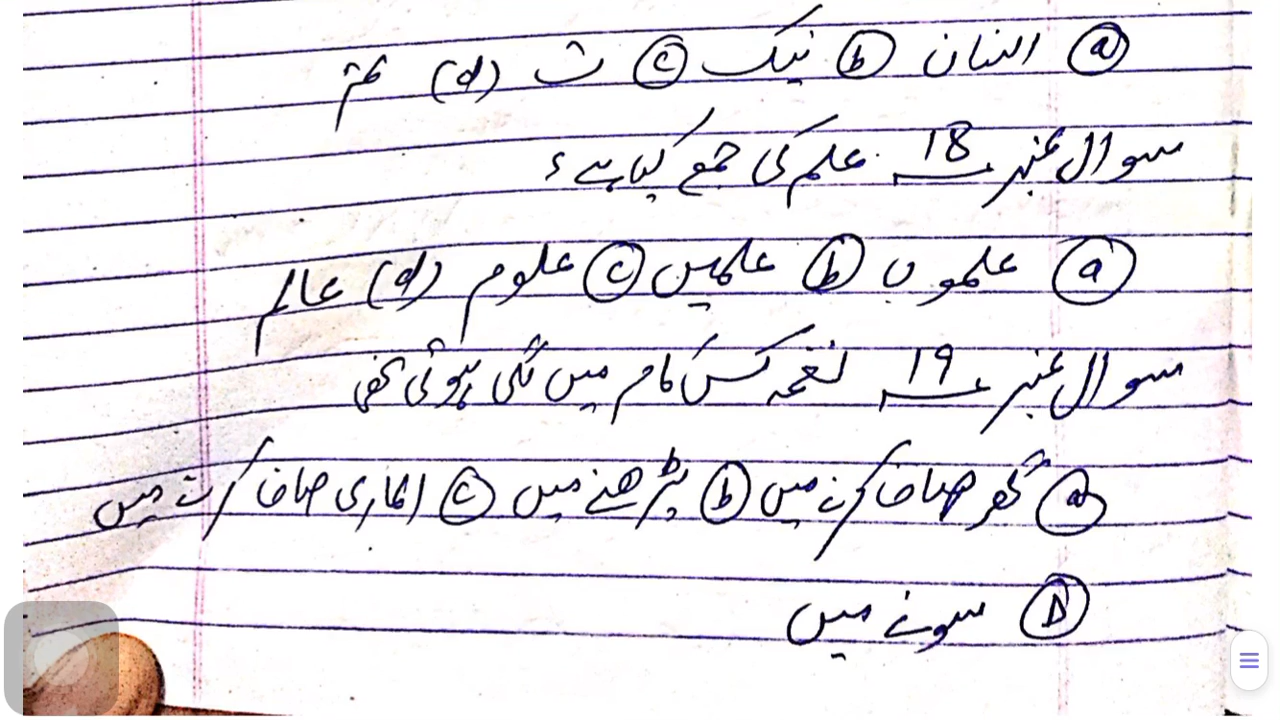 ⓐ انسان ⓑ نیک ⓒ ت (d) تم
سوال نمبر 18 علم کی جمع کیا ہے؟
ⓐ علموں ⓑ علمیں ⓒ علوم (d) عالم
سوال نمبر 19 نغمہ کس کام میں لگی ہوئی تھی
ⓐ گھر صاف کرنے میں ⓑ پڑھنے میں ⓒ الماری صاف کرنے میں
Ⓓ سونے میں